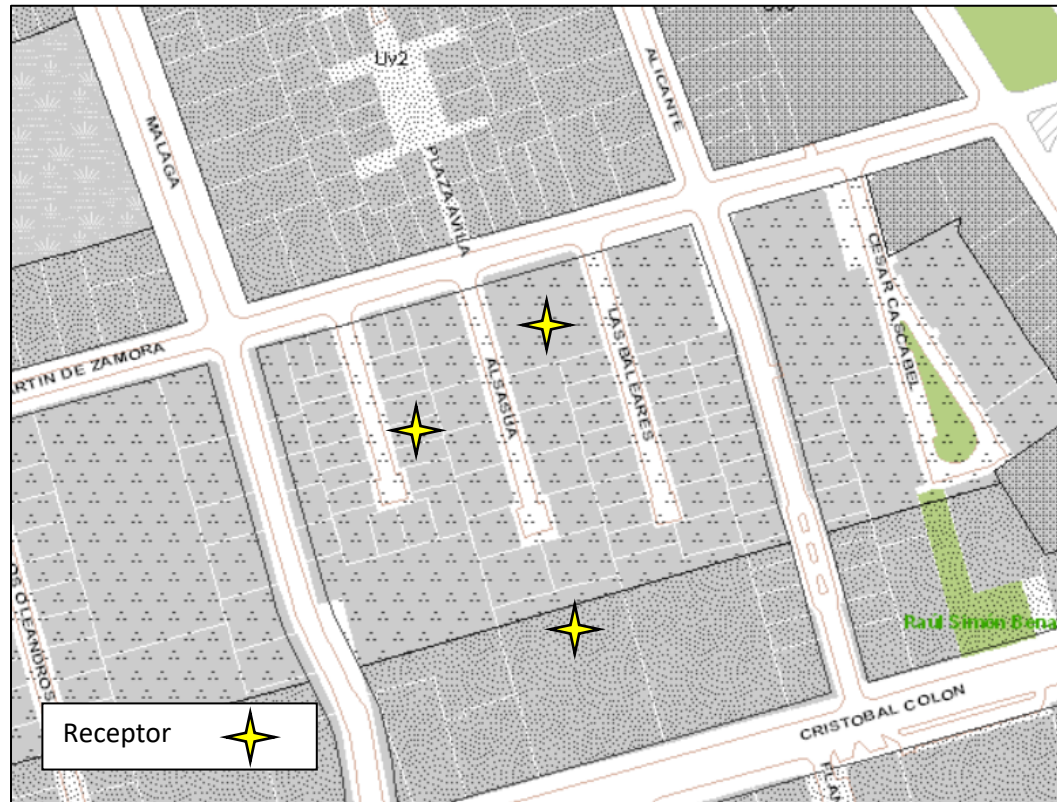 Uv2
MALAGA
ALICANTE
PLAZA AVILA
CESAR CASCABEL
LAS BALEARES
ALSASUA
ARTIN DE ZAMORA
OS OLEANDROS
Raul Simon Bena
CRISTOBAL COLON
Receptor